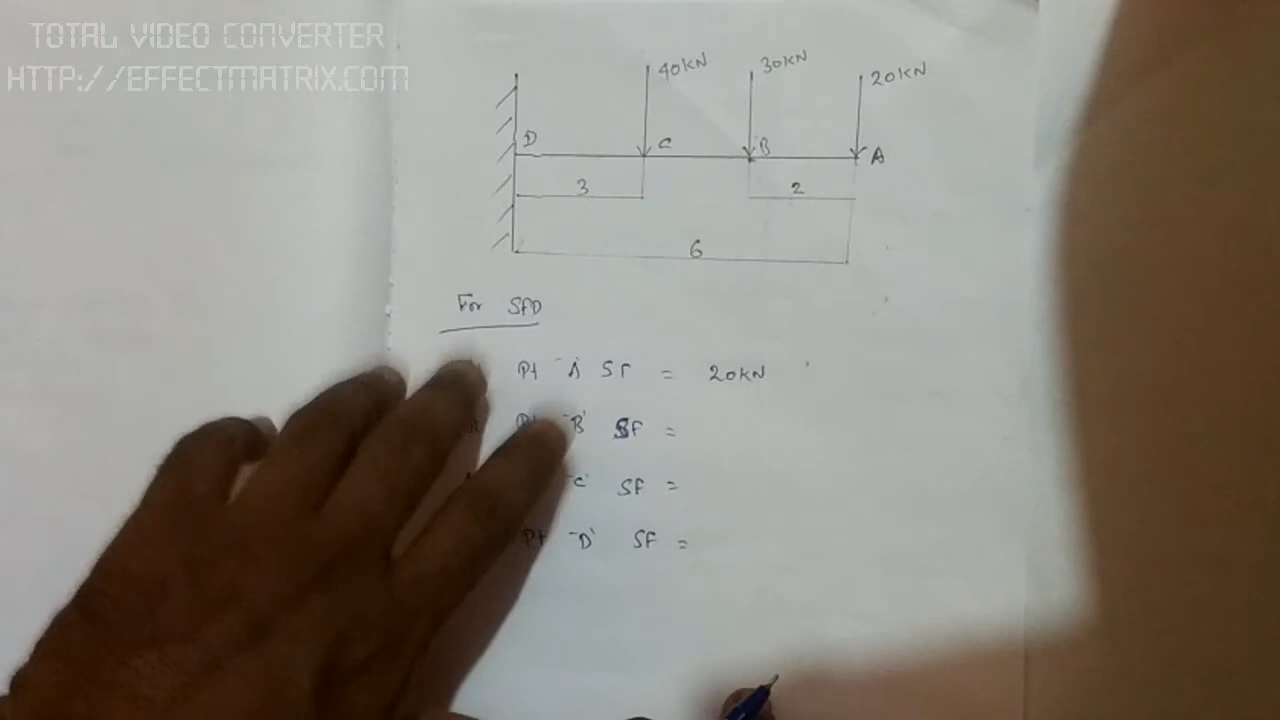 TOTAL VIDEO CONVERTER
HTTP://EFFECTMATRIX.COM
40KN 30KN 20KN
D C B A
3 2
6
For SFD
Pt A SF = 20KN
'B' SF =
'C' SF =
Pt 'D' SF =